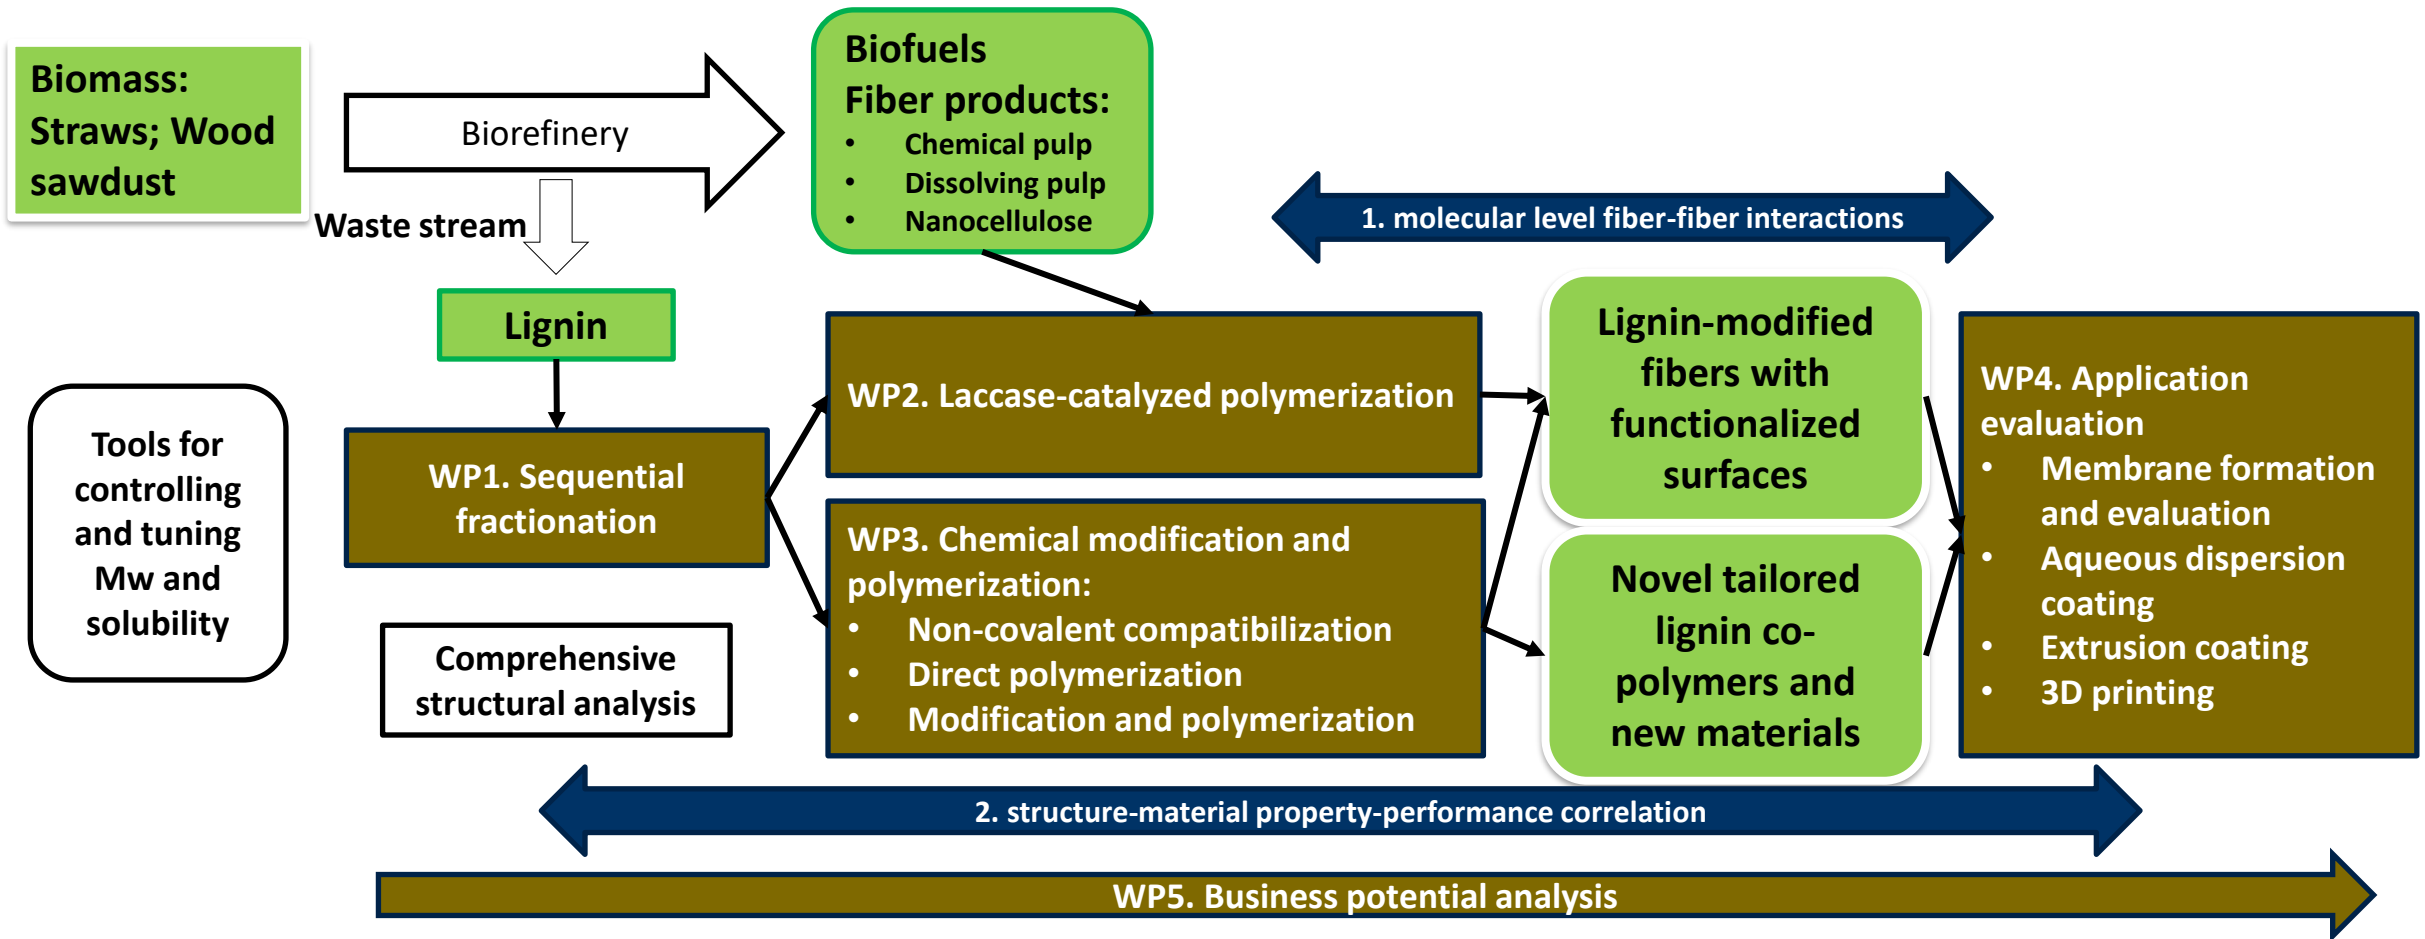 Biomass:
Straws; Wood
sawdust
Biorefinery
Waste stream
Biofuels
Fiber products:
• Chemical pulp
• Dissolving pulp
• Nanocellulose
1. molecular level fiber-fiber interactions
Lignin
Tools for
controlling
and tuning
Mw and
solubility
WP1. Sequential
fractionation
Comprehensive
structural analysis
WP2. Laccase-catalyzed polymerization
WP3. Chemical modification and
polymerization:
• Non-covalent compatibilization
• Direct polymerization
• Modification and polymerization
Lignin-modified
fibers with
functionalized
surfaces
Novel tailored
lignin co-
polymers and
new materials
WP4. Application
evaluation
• Membrane formation
and evaluation
• Aqueous dispersion
coating
• Extrusion coating
• 3D printing
2. structure-material property-performance correlation
WP5. Business potential analysis